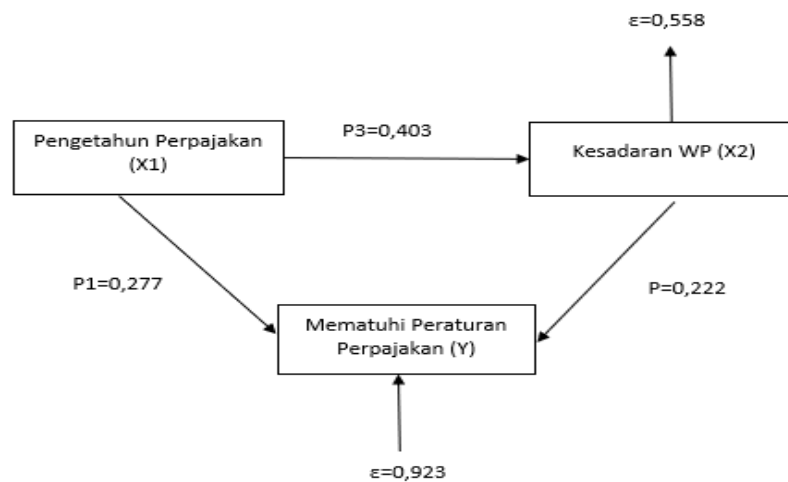 ε=0,558
Pengetahun Perpajakan
(X1)
P3=0,403
Kesadaran WP (X2)
P1=0,277
P=0,222
Mematuhi Peraturan
Perpajakan (Y)
ε=0,923